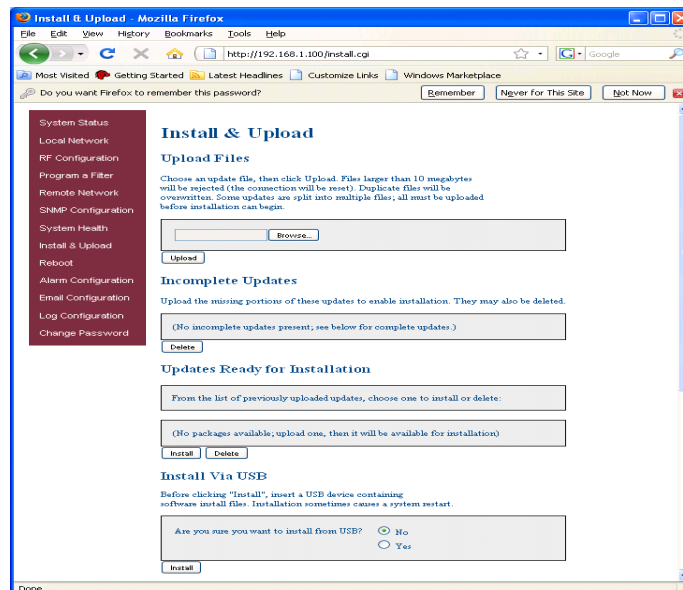 Install & Upload - Mozilla Firefox
File Edit View History Bookmarks Tools Help
http://192.168.1.100/install.cgi
Google
Most Visited Getting Started Latest Headlines Customize Links Windows Marketplace
Do you want Firefox to remember this password? Remember Never for This Site Not Now
System Status
Local Network
RF Configuration
Program a Filter
Remote Network
SNMP Configuration
System Health
Install & Upload
Reboot
Alarm Configuration
Email Configuration
Log Configuration
Change Password
Install & Upload
Upload Files
Choose an update file, then click Upload. Files larger than 10 megabytes
will be rejected (the connection will be reset). Duplicate files will be
overwritten. Some updates are split into multiple files; all must be uploaded
before installation can begin.
Browse...
Upload
Incomplete Updates
Upload the missing portions of these updates to enable installation. They may also be deleted.
(No incomplete updates present; see below for complete updates.)
Delete
Updates Ready for Installation
From the list of previously uploaded updates, choose one to install or delete:
(No packages available; upload one, then it will be available for installation)
Install Delete
Install Via USB
Before clicking "Install", insert a USB device containing
software install files. Installation sometimes causes a system restart.
Are you sure you want to install from USB? No
Yes
Install
Done